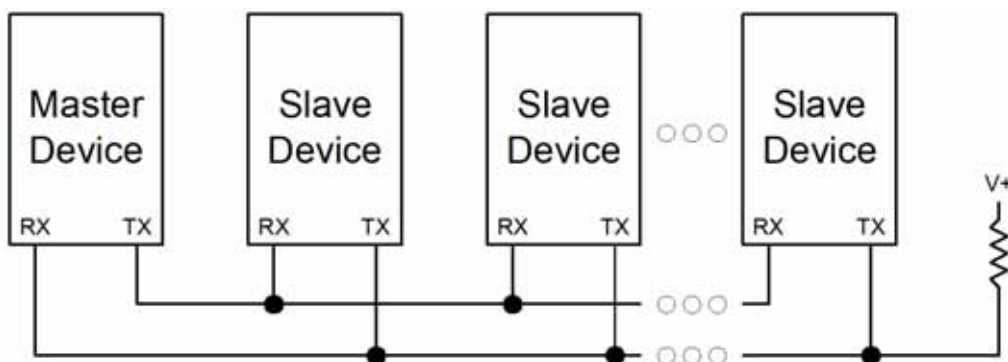 Master
Device
Slave
Device
Slave
Device
Slave
Device
V+
RX TX
RX TX
RX TX
RX TX